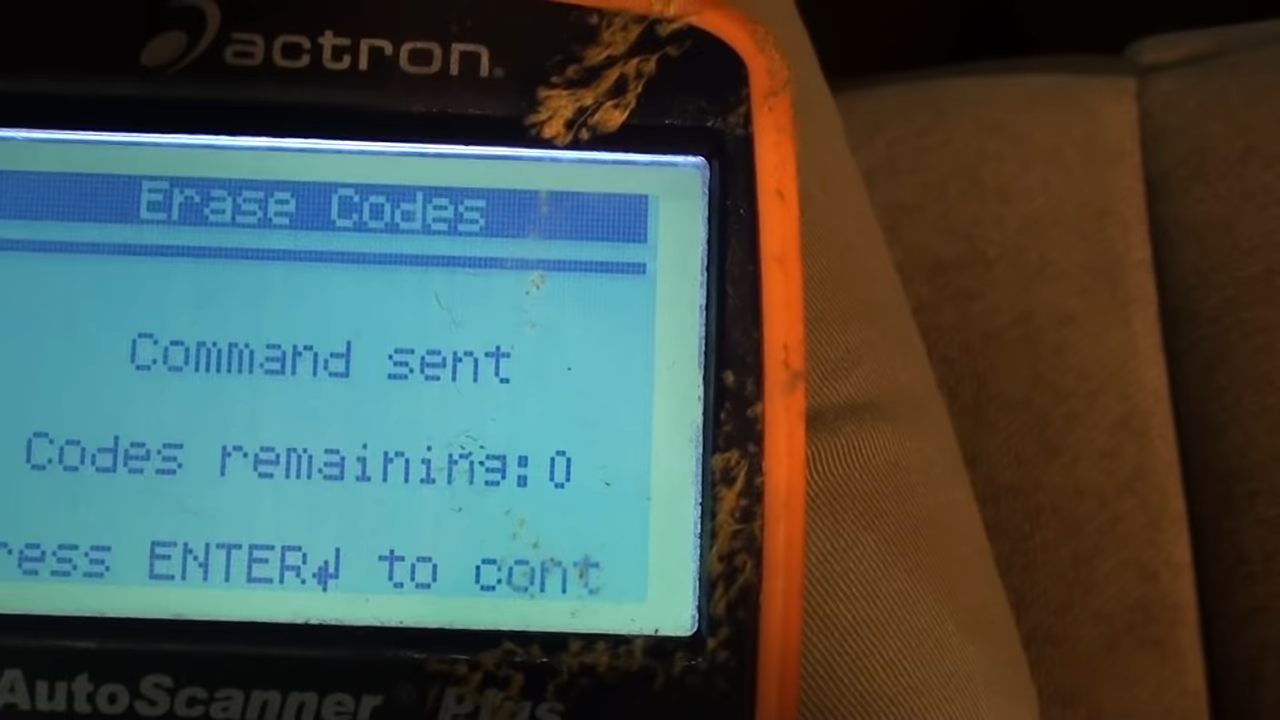 actron
Erase Codes
Command sent
Codes remaining:0
ress ENTER↲ to cont
AutoScanner Plus